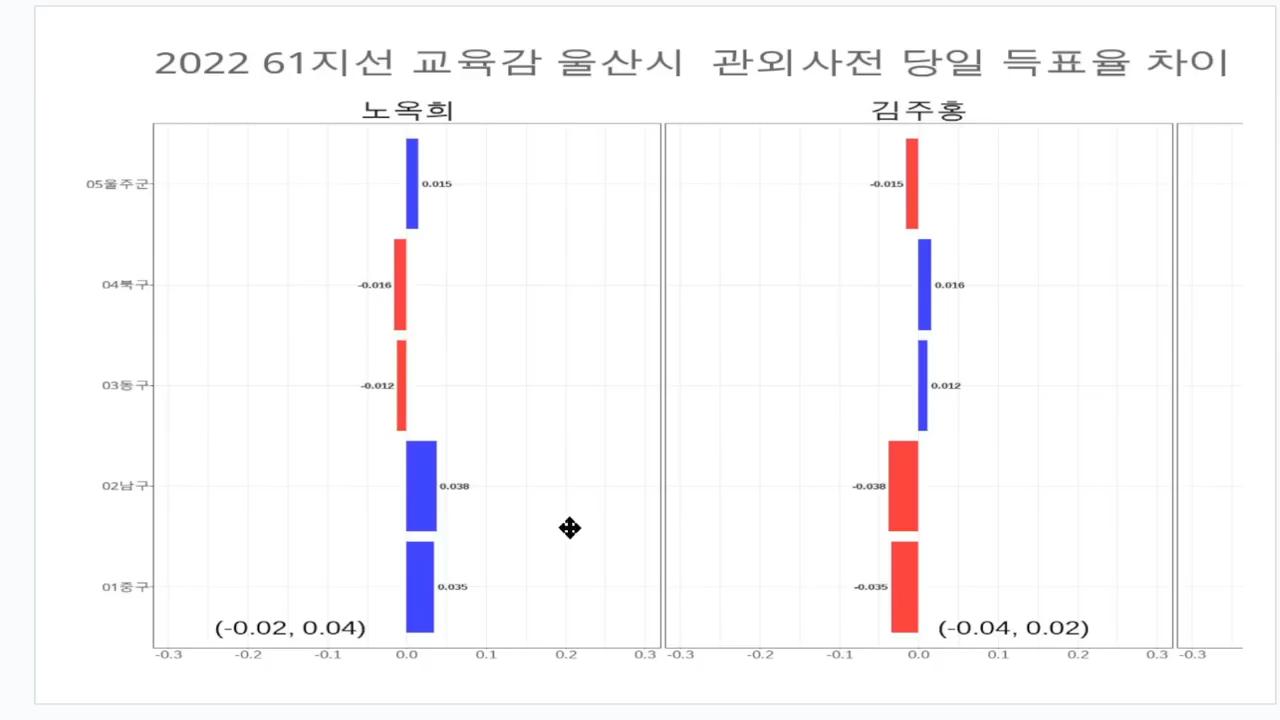 2022 61지선 교육감 울산시 관외사전 당일 득표율 차이
노옥희 김주홍
05울주군 0.015 -0.015
04북구 -0.016 0.016
03동구 -0.012 0.012
02남구 0.038 -0.038
01중구 0.035 -0.035
(-0.02, 0.04) (-0.04, 0.02)
-0.3 -0.2 -0.1 0.0 0.1 0.2 0.3 -0.3 -0.2 -0.1 0.0 0.1 0.2 0.3 -0.3